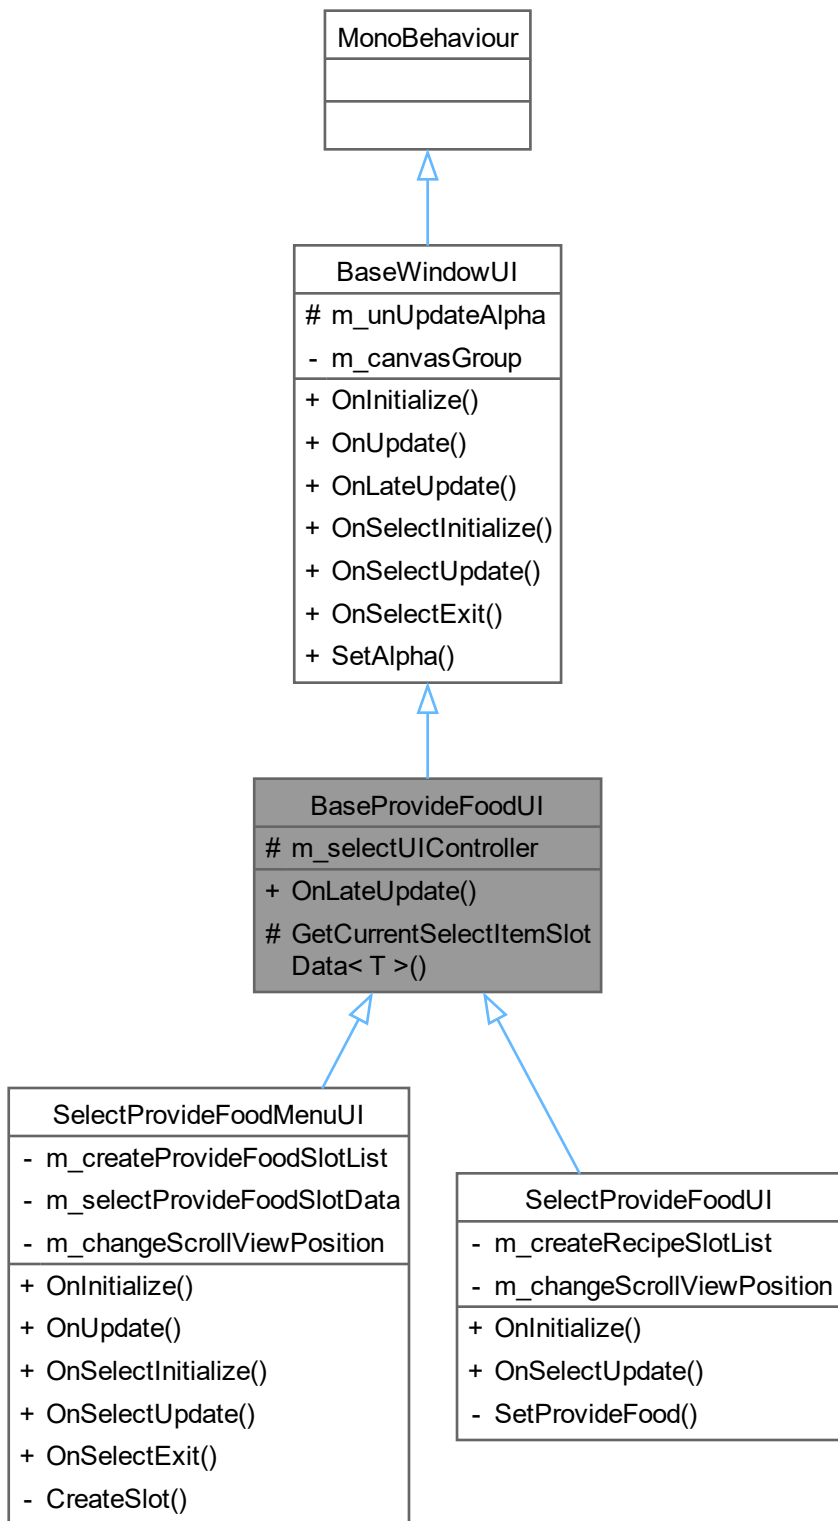 MonoBehaviour
BaseWindowUI
# m_unUpdateAlpha
- m_canvasGroup
+ OnInitialize()
+ OnUpdate()
+ OnLateUpdate()
+ OnSelectInitialize()
+ OnSelectUpdate()
+ OnSelectExit()
+ SetAlpha()
BaseProvideFoodUI
# m_selectUIController
+ OnLateUpdate()
# GetCurrentSelectItemSlot
Data< T >()
SelectProvideFoodMenuUI
- m_createProvideFoodSlotList
- m_selectProvideFoodSlotData
- m_changeScrollViewPosition
+ OnInitialize()
+ OnUpdate()
+ OnSelectInitialize()
+ OnSelectUpdate()
+ OnSelectExit()
- CreateSlot()
SelectProvideFoodUI
- m_createRecipeSlotList
- m_changeScrollViewPosition
+ OnInitialize()
+ OnSelectUpdate()
- SetProvideFood()